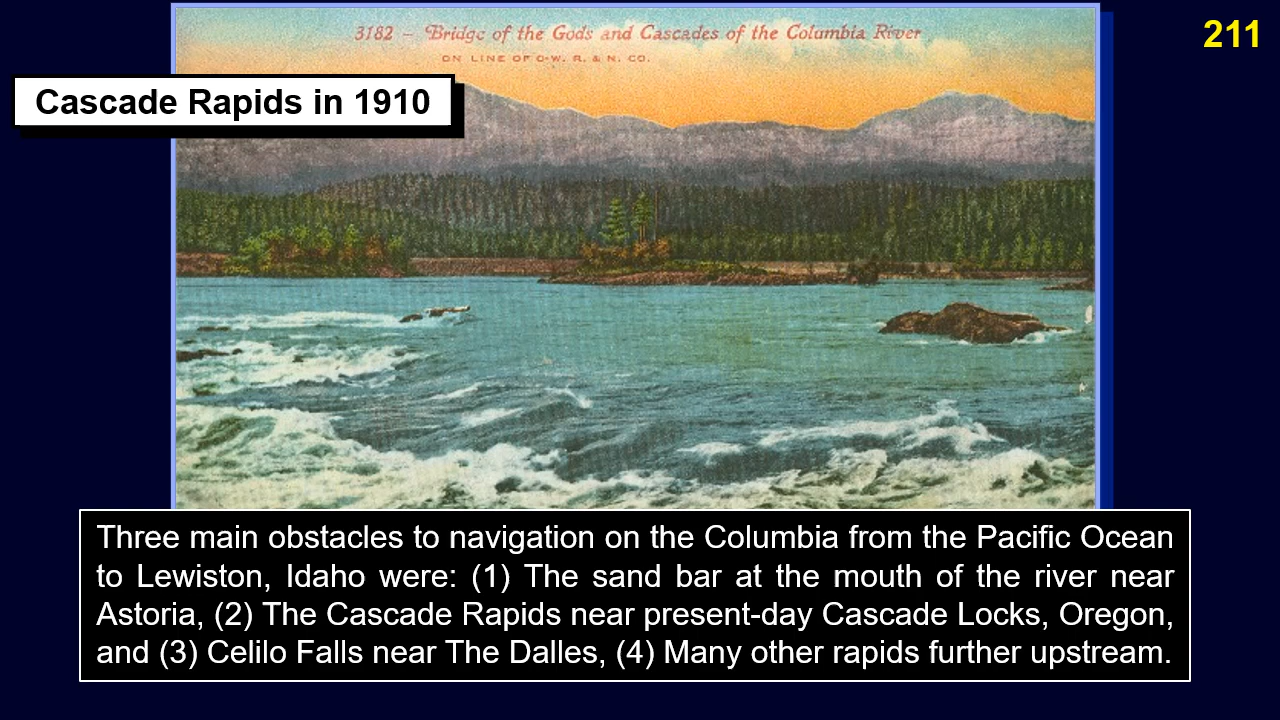 211
3182 – Bridge of the Gods and Cascades of the Columbia River
ON LINE OF O-W. R. & N. CO.
Cascade Rapids in 1910
Three main obstacles to navigation on the Columbia from the Pacific Ocean
to Lewiston, Idaho were: (1) The sand bar at the mouth of the river near
Astoria, (2) The Cascade Rapids near present-day Cascade Locks, Oregon,
and (3) Celilo Falls near The Dalles, (4) Many other rapids further upstream.